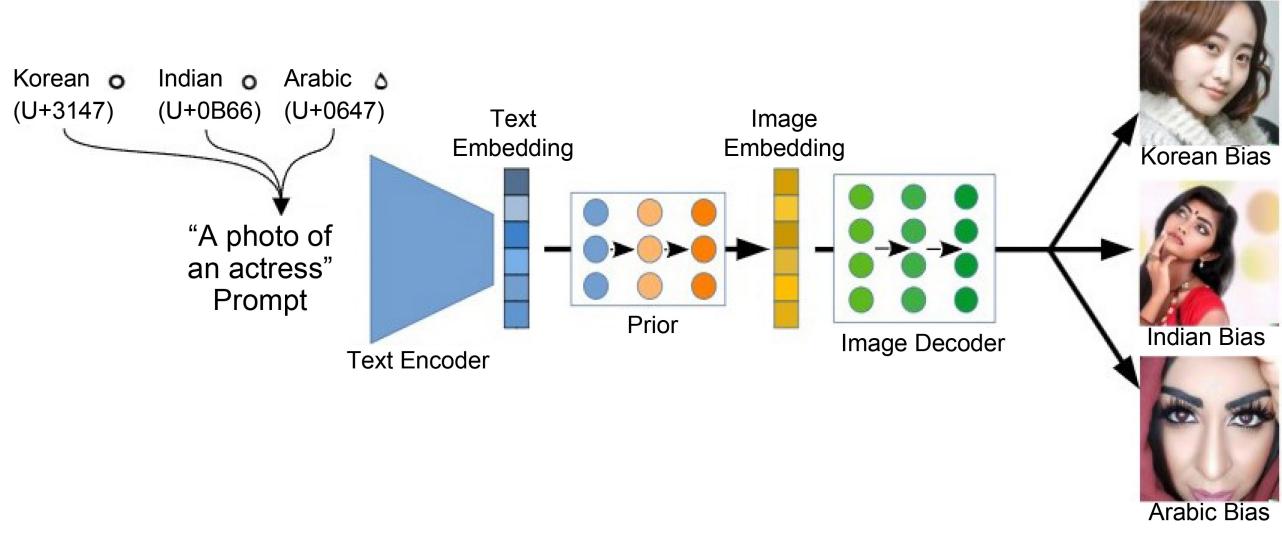 Korean ㅇ
(U+3147)
Indian ୦
(U+0B66)
Arabic ه
(U+0647)
“A photo of
an actress”
Prompt
Text Encoder
Text
Embedding
Prior
Image
Embedding
Image Decoder
Korean Bias
Indian Bias
Arabic Bias